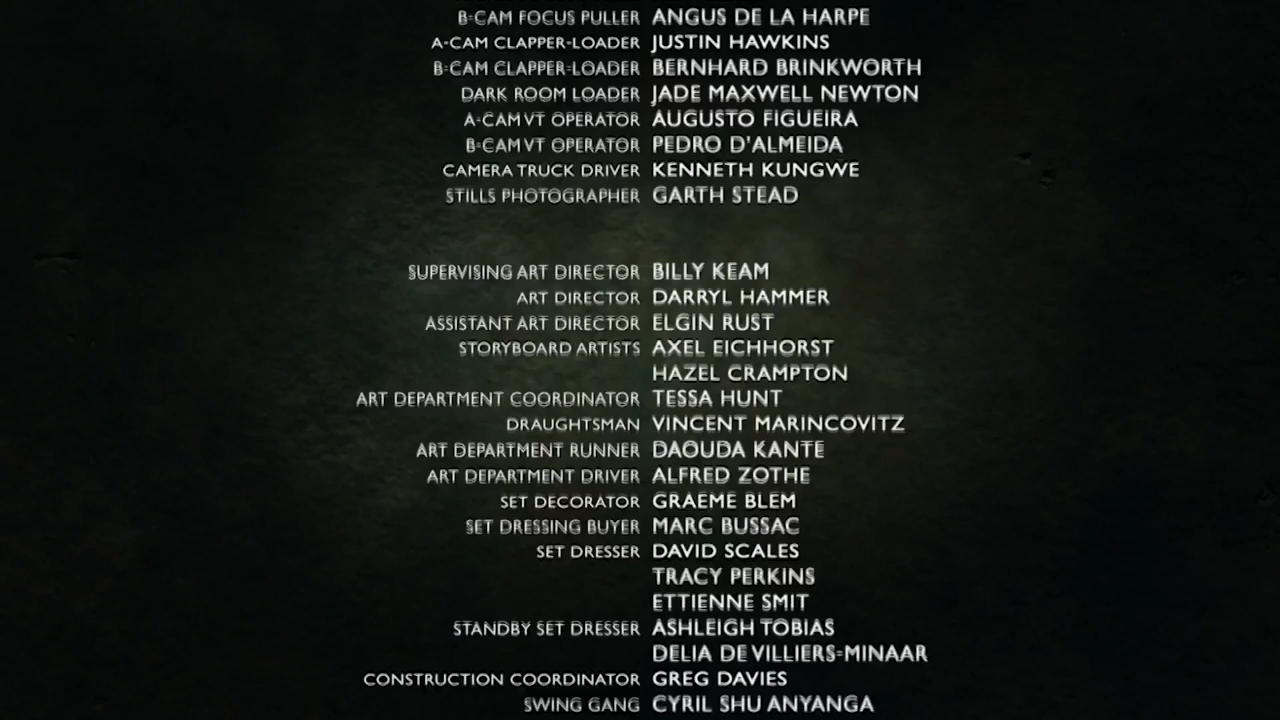 B-CAM FOCUS PULLER ANGUS DE LA HARPE
A-CAM CLAPPER-LOADER JUSTIN HAWKINS
B-CAM CLAPPER-LOADER BERNHARD BRINKWORTH
DARK ROOM LOADER JADE MAXWELL NEWTON
A-CAM VT OPERATOR AUGUSTO FIGUEIRA
B-CAM VT OPERATOR PEDRO D'ALMEIDA
CAMERA TRUCK DRIVER KENNETH KUNGWE
STILLS PHOTOGRAPHER GARTH STEAD
SUPERVISING ART DIRECTOR BILLY KEAM
ART DIRECTOR DARRYL HAMMER
ASSISTANT ART DIRECTOR ELGIN RUST
STORYBOARD ARTISTS AXEL EICHHORST
HAZEL CRAMPTON
ART DEPARTMENT COORDINATOR TESSA HUNT
DRAUGHTSMAN VINCENT MARINCOVITZ
ART DEPARTMENT RUNNER DAOUDA KANTE
ART DEPARTMENT DRIVER ALFRED ZOTHE
SET DECORATOR GRAEME BLEM
SET DRESSING BUYER MARC BUSSAC
SET DRESSER DAVID SCALES
TRACY PERKINS
ETTIENNE SMIT
STANDBY SET DRESSER ASHLEIGH TOBIAS
DELIA DE VILLIERS-MINAAR
CONSTRUCTION COORDINATOR GREG DAVIES
SWING GANG CYRIL SHU ANYANGA